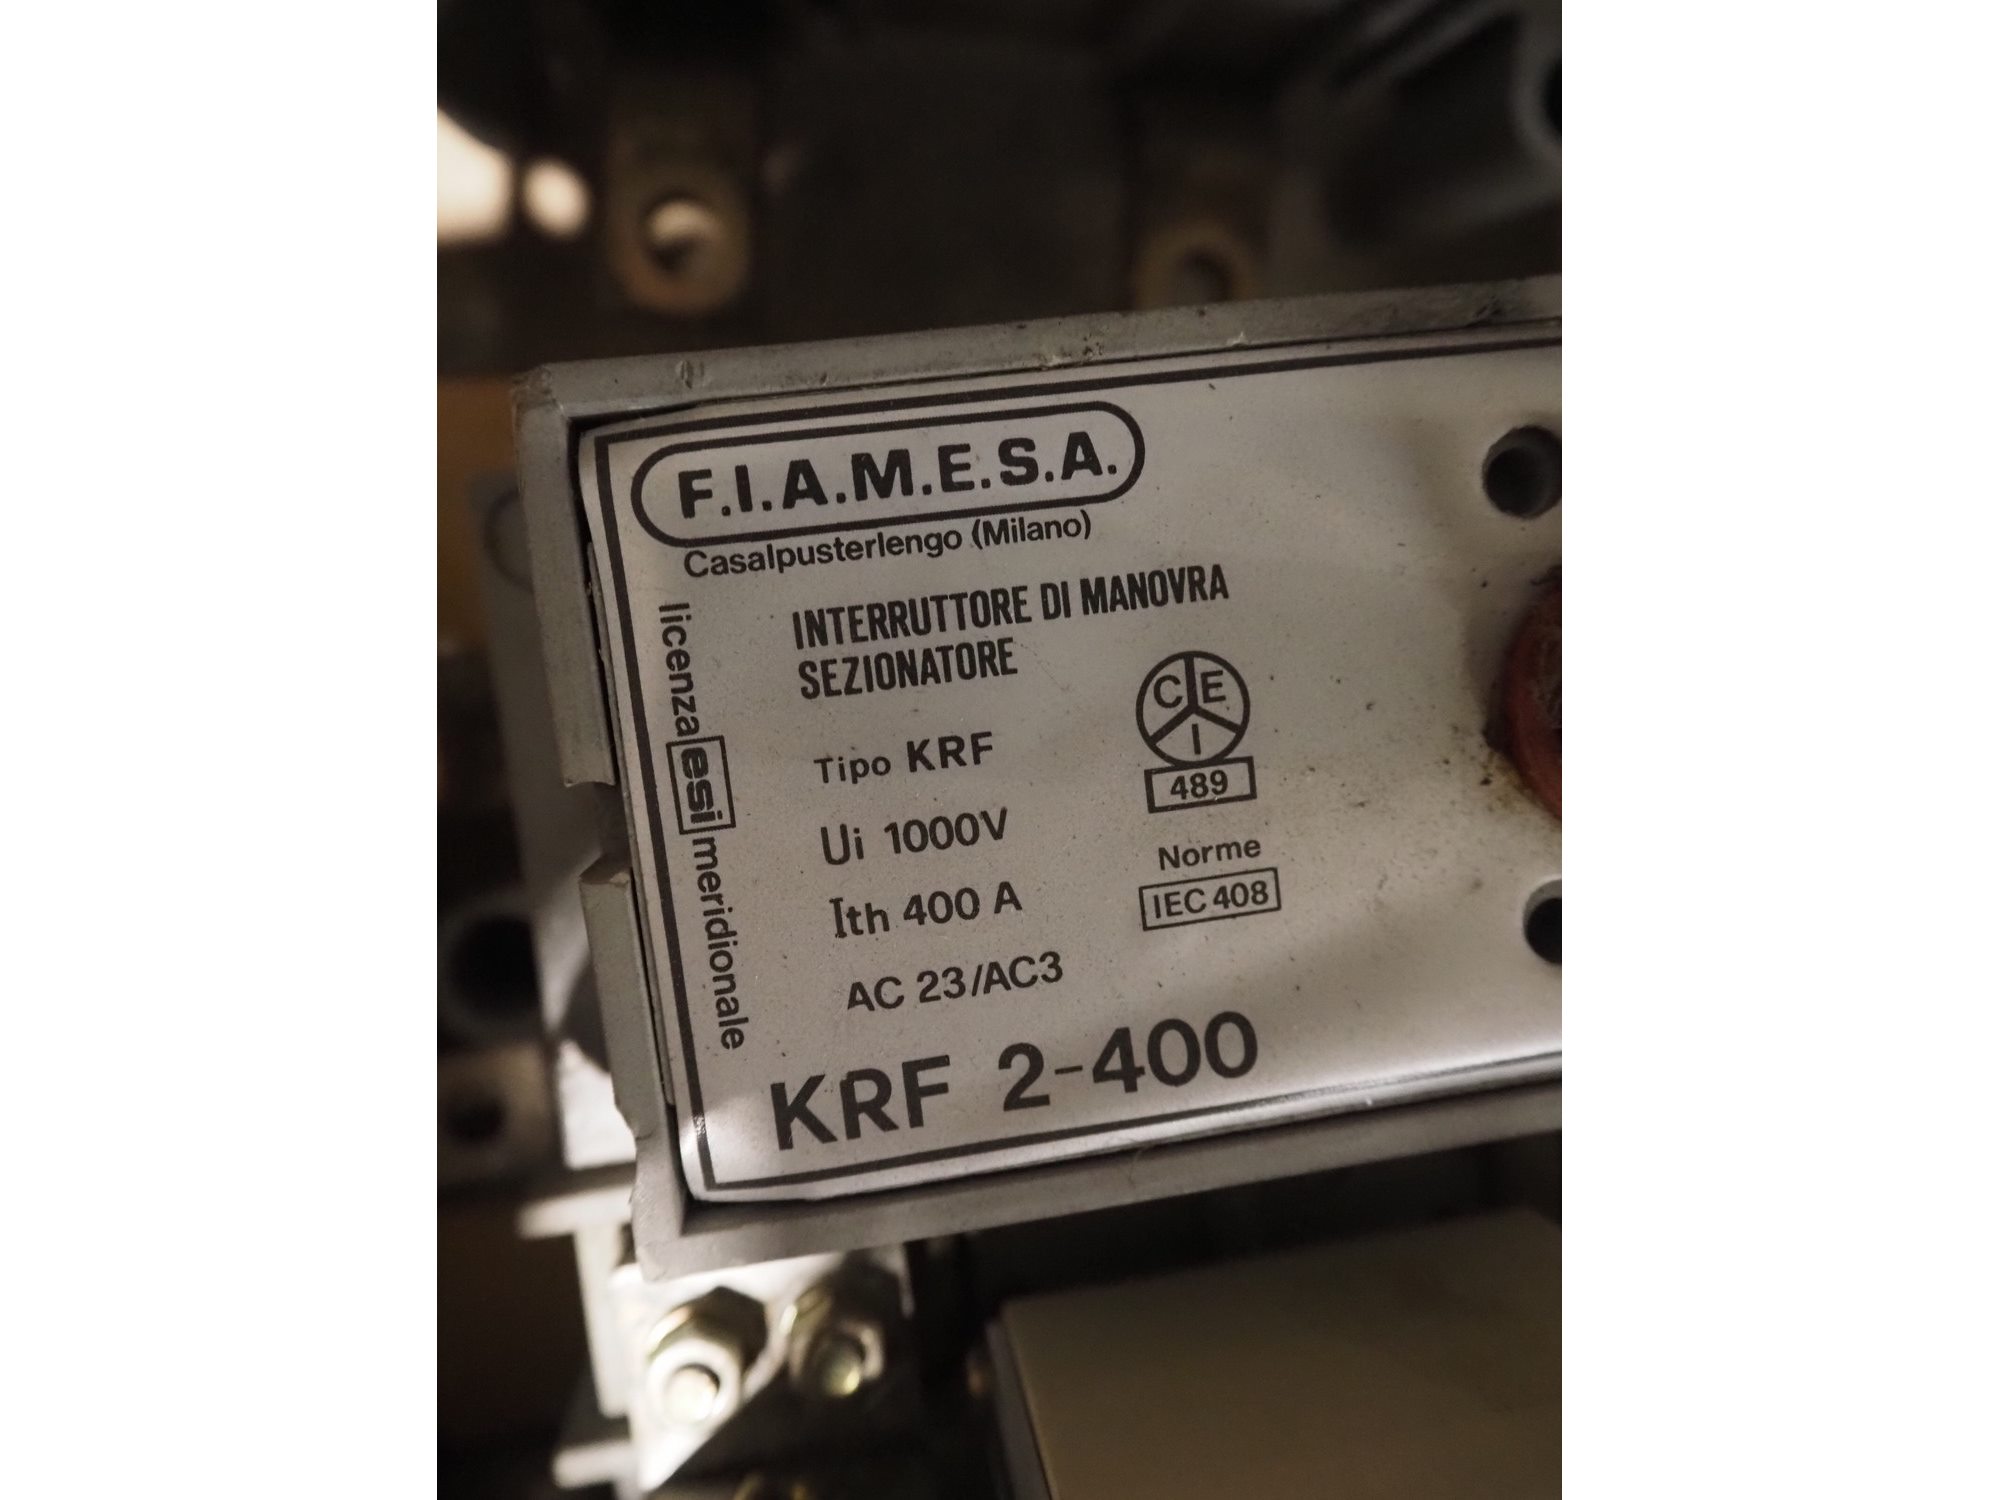 F.I.A.M.E.S.A.
Casalpusterlengo (Milano)
licenza esi meridionale
INTERRUTTORE DI MANOVRA
SEZIONATORE
Tipo KRF
Ui 1000V
Ith 400 A
AC 23/AC3
CEI
489
Norme
IEC 408
KRF 2-400